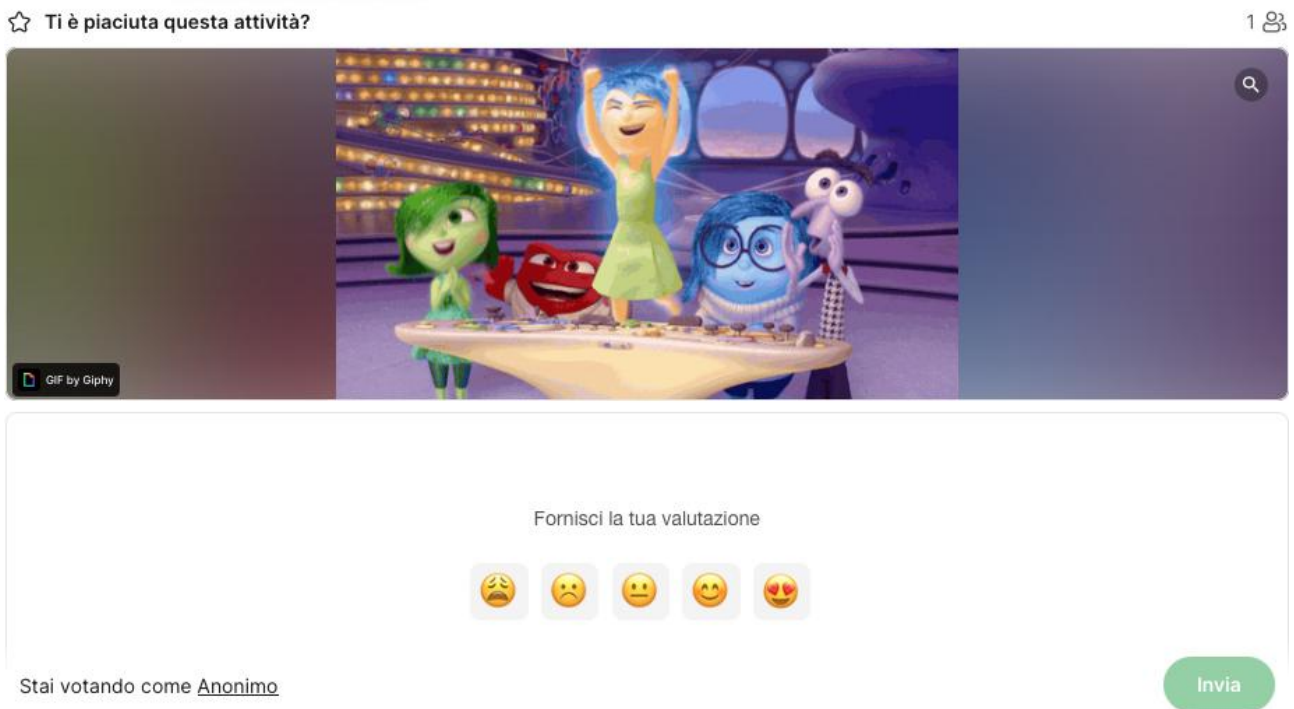 Ti è piaciuta questa attività?
1
GIF by Giphy
Fornisci la tua valutazione
Stai votando come Anonimo
Invia